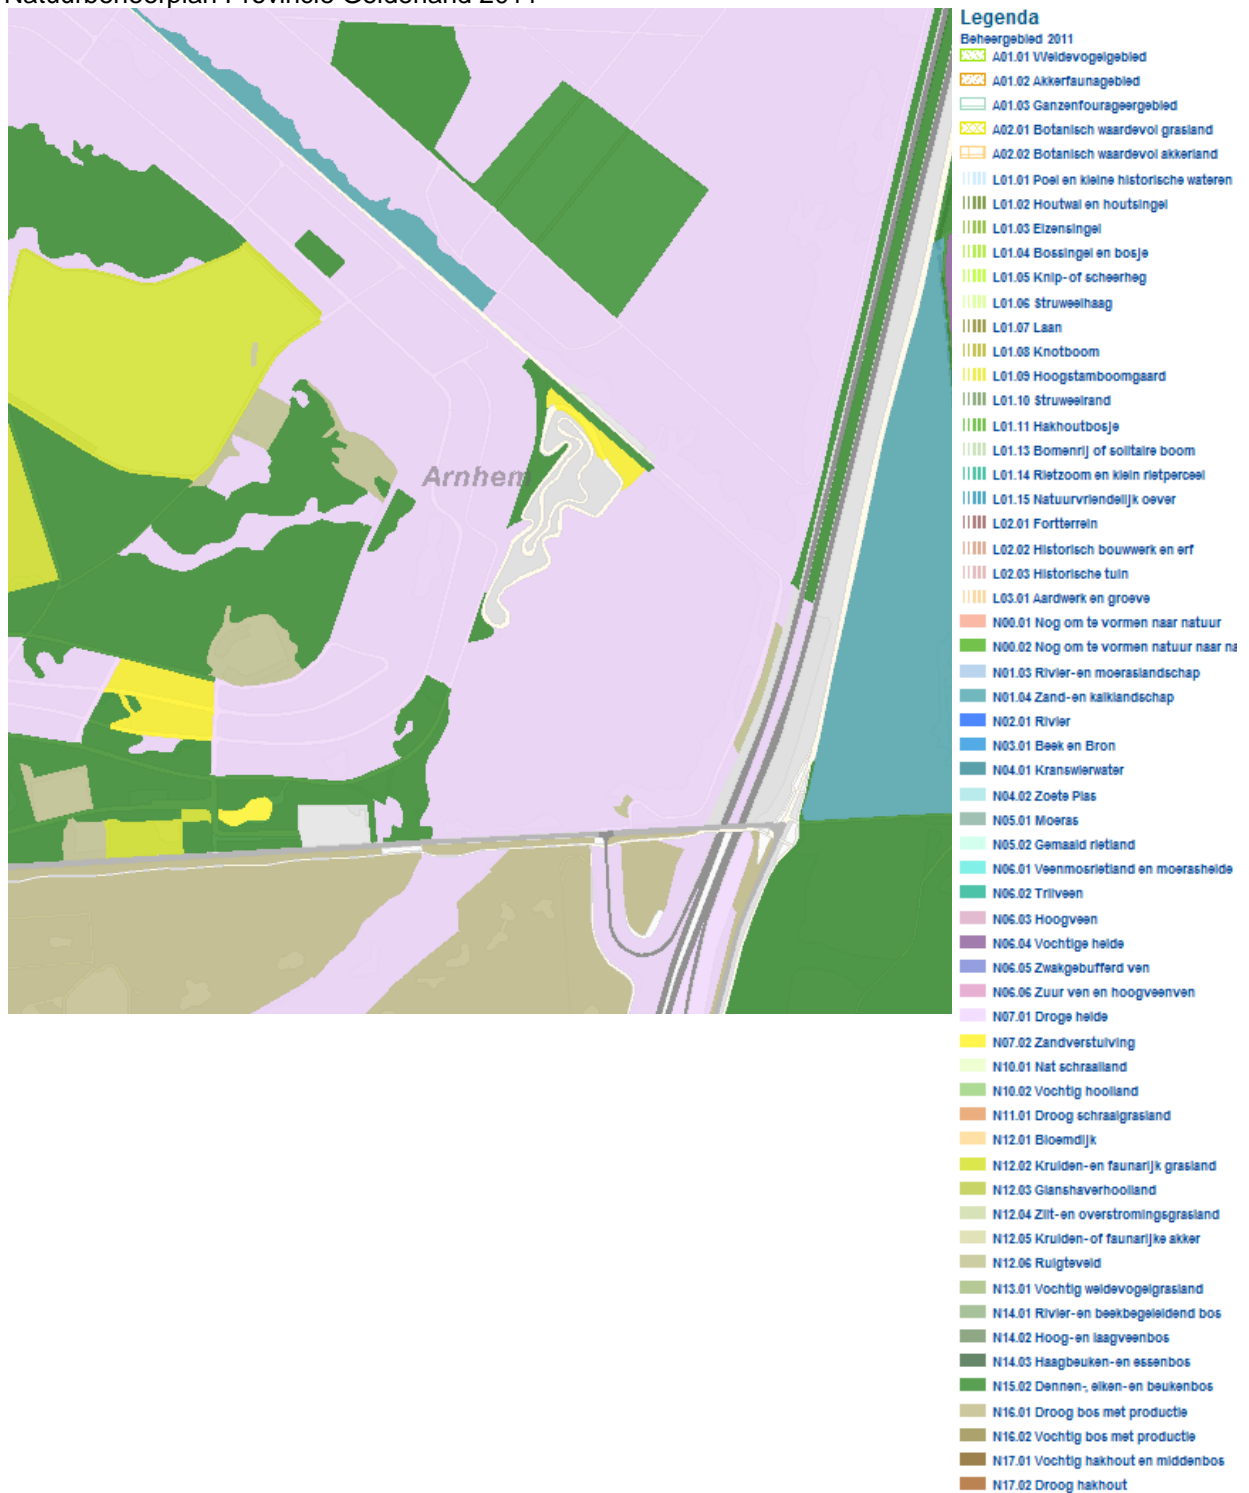 Natuurbeheerplan Provincie Gelderland 2011
Legenda
Beheergebied 2011
A01.01 Weidevogelgebied
A01.02 Akkerfaunagebied
A01.03 Ganzenfourageergebied
A02.01 Botanisch waardevol grasland
A02.02 Botanisch waardevol akkerland
L01.01 Poel en kleine historische wateren
L01.02 Houtwal en houtsingel
L01.03 Elzensingel
L01.04 Bossingel en bosje
L01.05 Knip- of scheerheg
L01.06 Struweelhaag
L01.07 Laan
L01.08 Knotboom
L01.09 Hoogstamboomgaard
L01.10 Struweelrand
L01.11 Hakhoutbosje
L01.13 Bomenrij of solitaire boom
L01.14 Rietzoom en klein rietperceel
L01.15 Natuurvriendelijk oever
L02.01 Fortterrein
L02.02 Historisch bouwwerk en erf
L02.03 Historische tuin
L03.01 Aardwerk en groeve
N00.01 Nog om te vormen naar natuur
N00.02 Nog om te vormen natuur naar na
N01.03 Rivier- en moeraslandschap
N01.04 Zand- en kalklandschap
N02.01 Rivier
N03.01 Beek en Bron
N04.01 Kranswierwater
N04.02 Zoete Plas
N05.01 Moeras
N05.02 Gemaaid rietland
N06.01 Veenmosrietland en moerasheide
N06.02 Trilveen
N06.03 Hoogveen
N06.04 Vochtige heide
N06.05 Zwakgebufferd ven
N06.06 Zuur ven en hoogveenven
N07.01 Droge heide
N07.02 Zandverstuiving
N10.01 Nat schraalland
N10.02 Vochtig hooiland
N11.01 Droog schraalgrasland
N12.01 Bloemdijk
N12.02 Kruiden- en faunarijk grasland
N12.03 Glanshaverhooiland
N12.04 Zilt- en overstromingsgrasland
N12.05 Kruiden- of faunarijke akker
N12.06 Ruigteveld
N13.01 Vochtig weidevogelgrasland
N14.01 Rivier- en beekbegeleidend bos
N14.02 Hoog- en laagveenbos
N14.03 Haagbeuken- en essenbos
N15.02 Dennen-, eiken- en beukenbos
N16.01 Droog bos met productie
N16.02 Vochtig bos met productie
N17.01 Vochtig hakhout en middenbos
N17.02 Droog hakhout
Arnhem